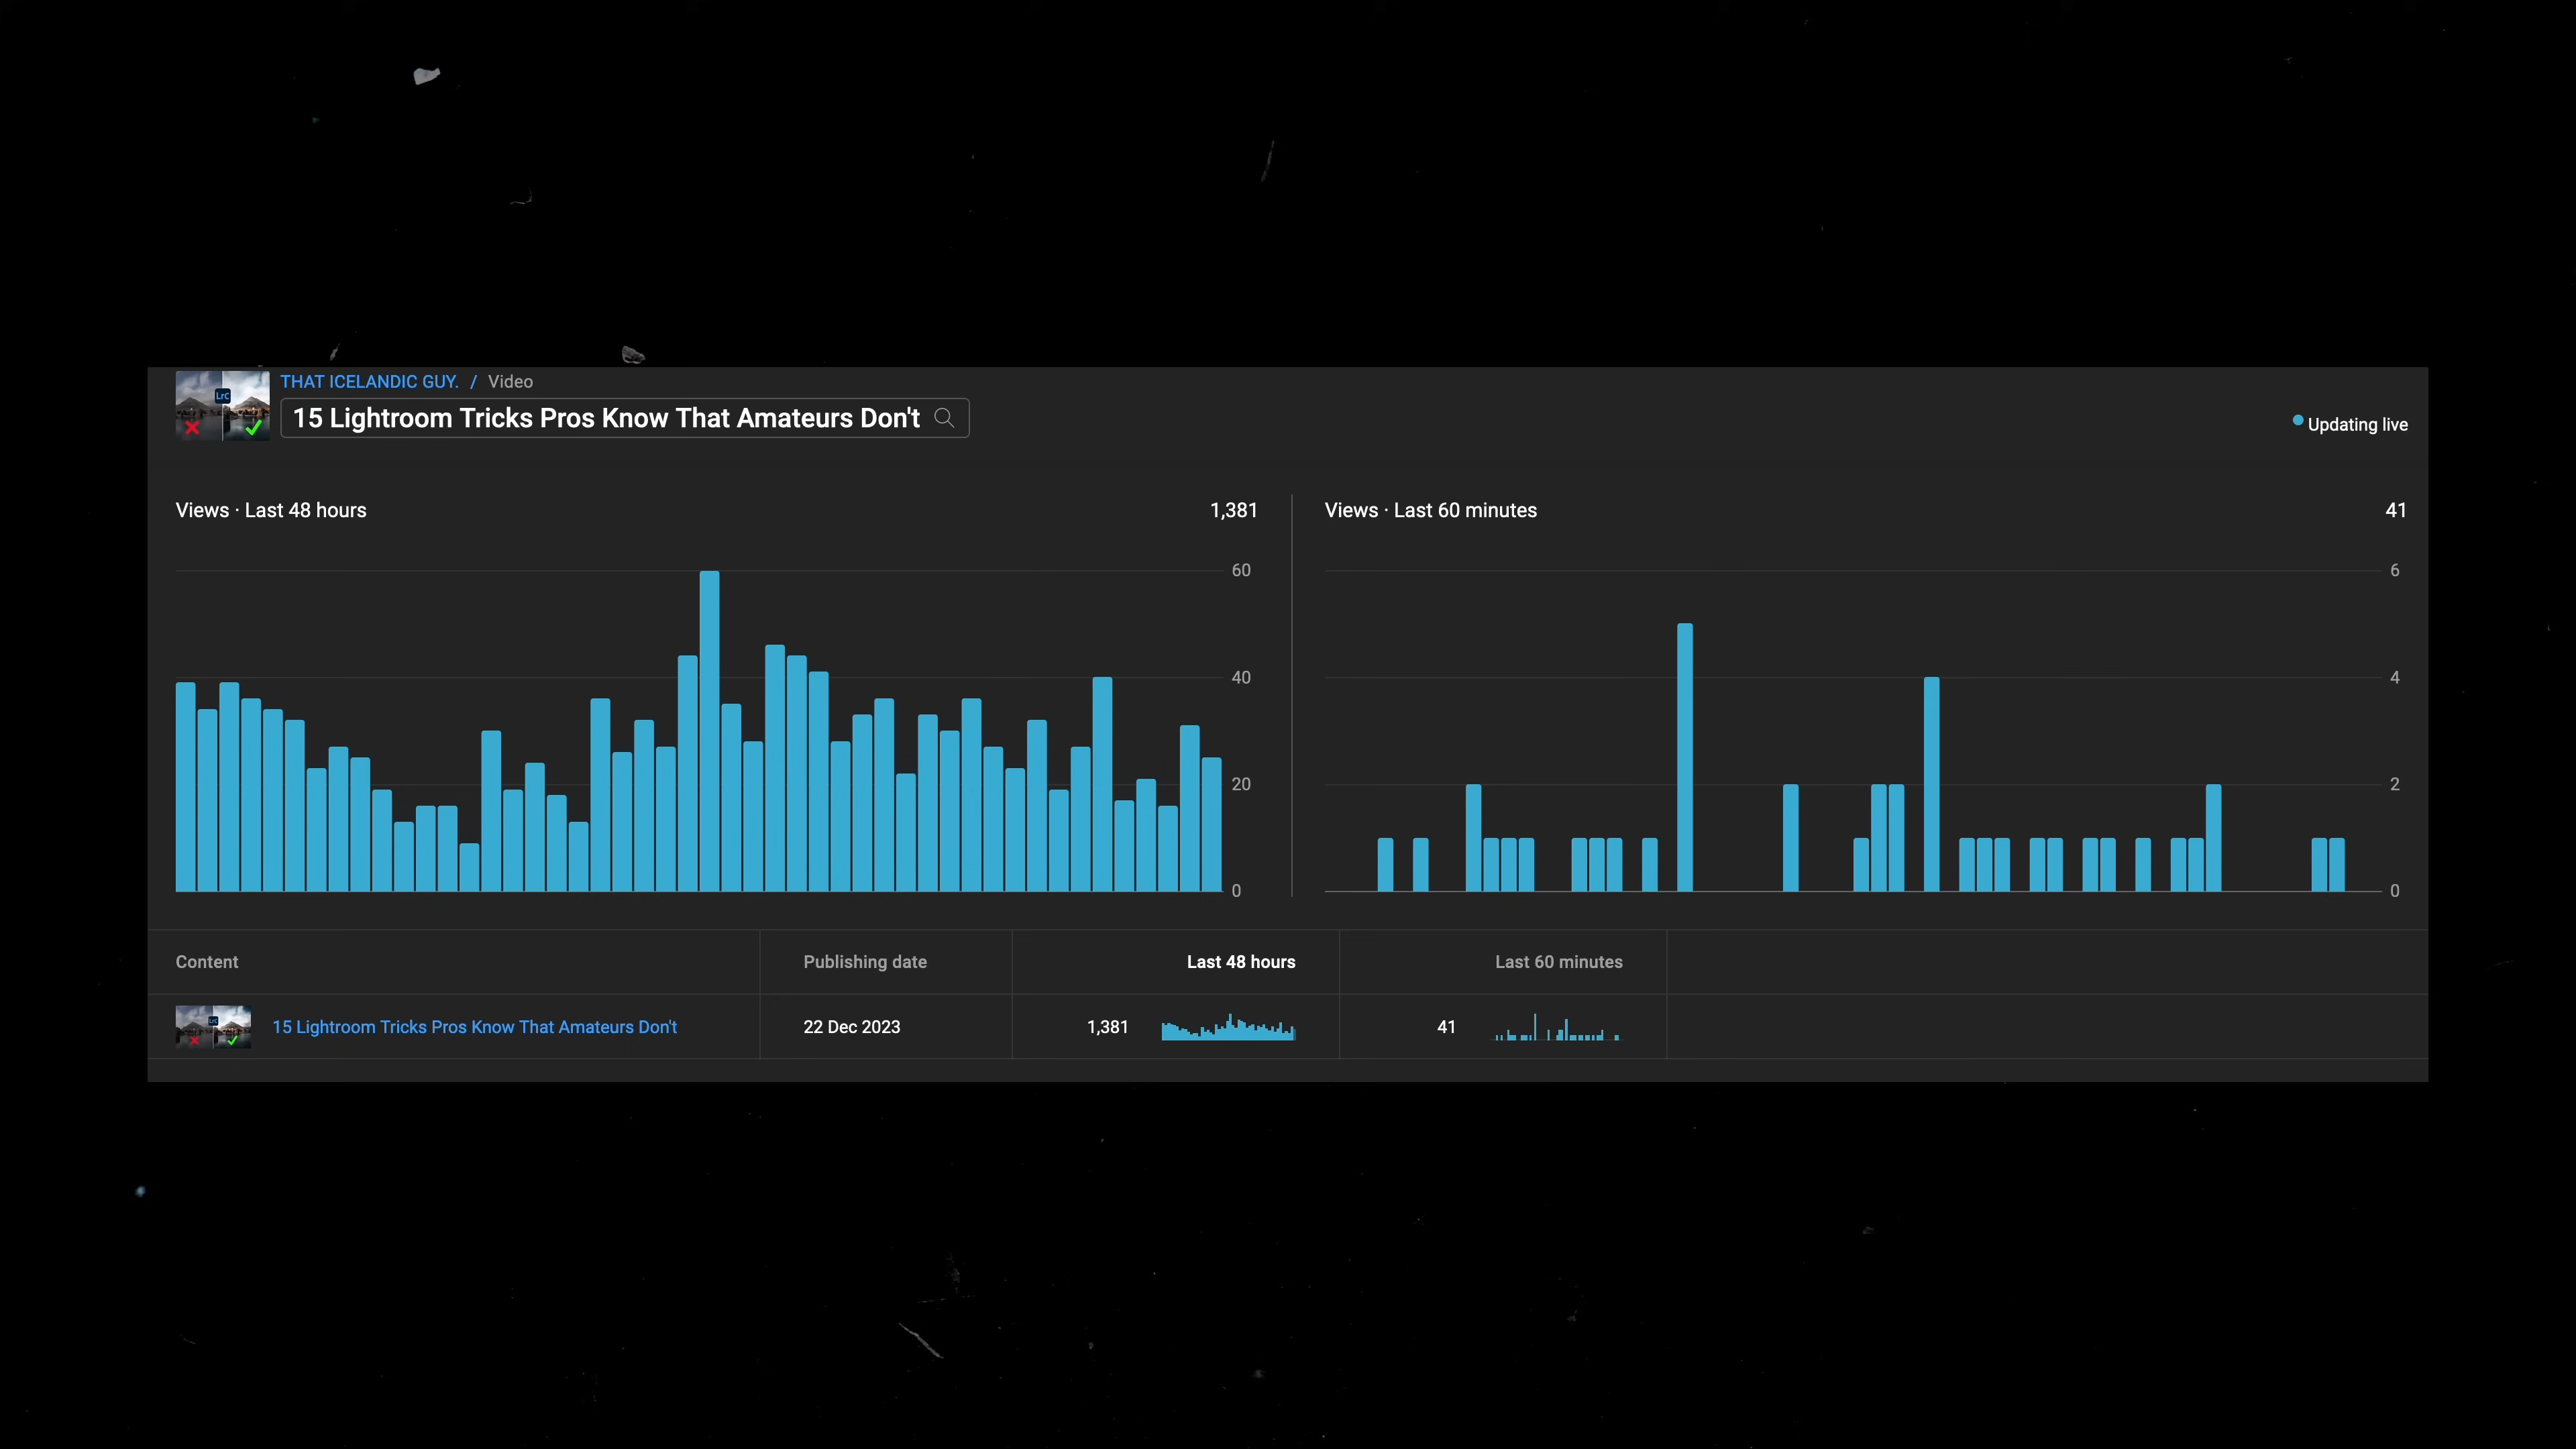 THAT ICELANDIC GUY. / Video
LrC
15 Lightroom Tricks Pros Know That Amateurs Don't
Updating live
Views · Last 48 hours 1,381
60
40
20
0
Views · Last 60 minutes 41
6
4
2
0
Content Publishing date Last 48 hours Last 60 minutes
LrC
15 Lightroom Tricks Pros Know That Amateurs Don't 22 Dec 2023 1,381 41